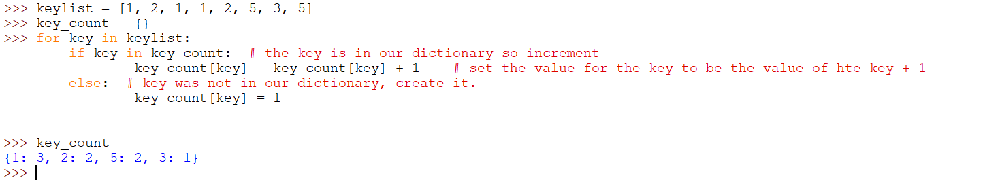 >>> keylist = [1, 2, 1, 1, 2, 5, 3, 5]
>>> key_count = {}
>>> for key in keylist:
        if key in key_count:  # the key is in our dictionary so increment
                key_count[key] = key_count[key] + 1    # set the value for the key to be the value of hte key + 1
        else:  # key was not in our dictionary, create it.
                key_count[key] = 1
>>> key_count
{1: 3, 2: 2, 5: 2, 3: 1}
>>>